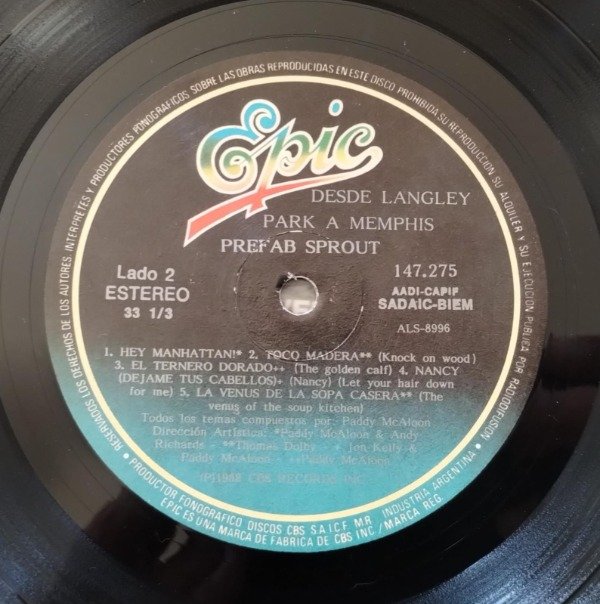 INTERPRETES Y PRODUCTORES FONOGRAFICOS SOBRE LAS OBRAS REPRODUCIDAS EN ESTE DISCO PROHIBIDA SU REPRODUCCION SU ALQUILER Y SU EJECUCION PUBLICA POR RADIODIFUSION
RESERVADOS LOS DERECHOS DE LOS AUTORES
Epic
DESDE LANGLEY
PARK A MEMPHIS
PREFAB SPROUT
Lado 2
ESTEREO
33 1/3
147.275
AADI-CAPIF
SADAIC-BIEM
ALS-8996
1. HEY MANHATTAN!* 2. TOCO MADERA** (Knock on wood)
3. EL TERNERO DORADO++ (The golden calf) 4. NANCY
(DEJAME TUS CABELLOS)+ (Nancy) (Let your hair down
for me) 5. LA VENUS DE LA SOPA CASERA** (The
venus of the soup kitchen)
Todos los temas compuestos por: Paddy McAloon
Dirección Artística: *Paddy McAloon & Andy
Richards - **Thomas Dolby - + Jon Kelly &
Paddy McAloon - ++Paddy McAloon
(P)1988 CBS RECORDS INC.
PRODUCTOR FONOGRAFICO DISCOS CBS S.A.I.C.F. M.R. INDUSTRIA ARGENTINA
EPIC ES UNA MARCA DE FABRICA DE CBS INC/MARCA REG.